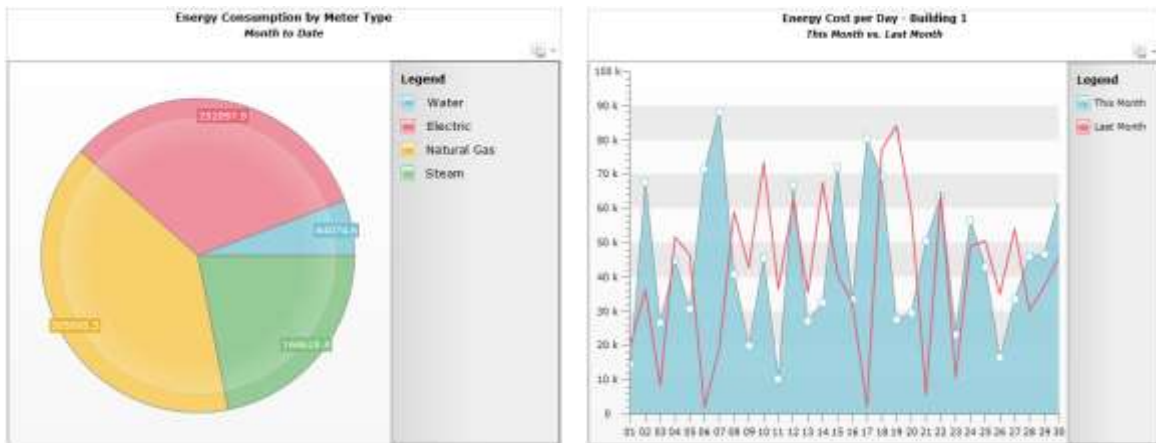 Energy Consumption by Meter Type
Month to Date
Legend
Water
Electric
Natural Gas
Steam
Energy Cost per Day - Building 1
This Month vs. Last Month
100 k
90 k
80 k
70 k
60 k
50 k
40 k
30 k
20 k
10 k
0
01 02 03 04 05 06 07 08 09 10 11 12 13 14 15 16 17 18 19 20 21 22 23 24 25 26 27 28 29 30
Legend
This Month
Last Month